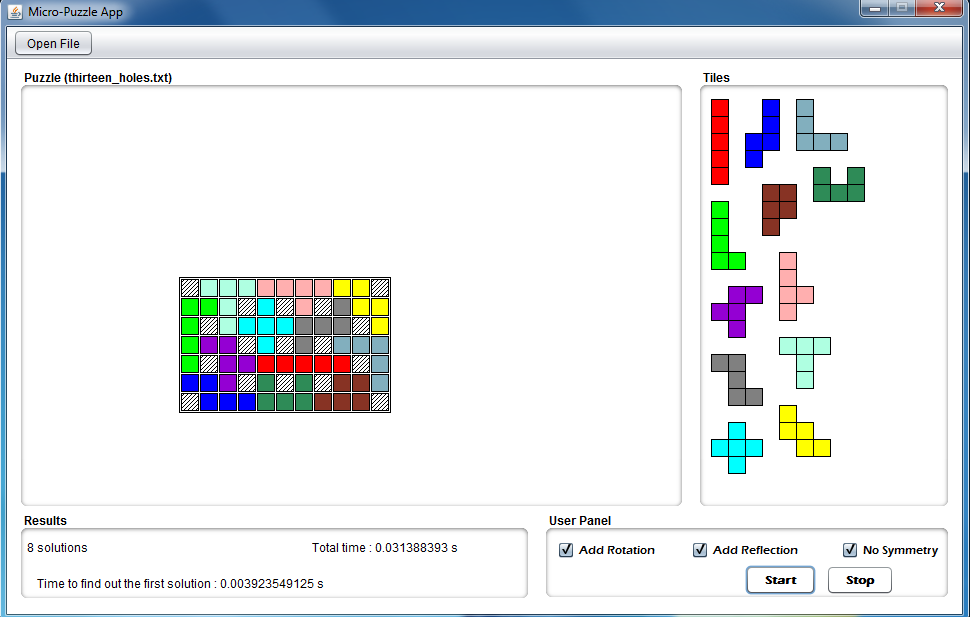 Micro-Puzzle App
Open File
Puzzle (thirteen_holes.txt)
Tiles
Results
8 solutions
Total time : 0.031388393 s
Time to find out the first solution : 0.003923549125 s
User Panel
Add Rotation
Add Reflection
No Symmetry
Start
Stop